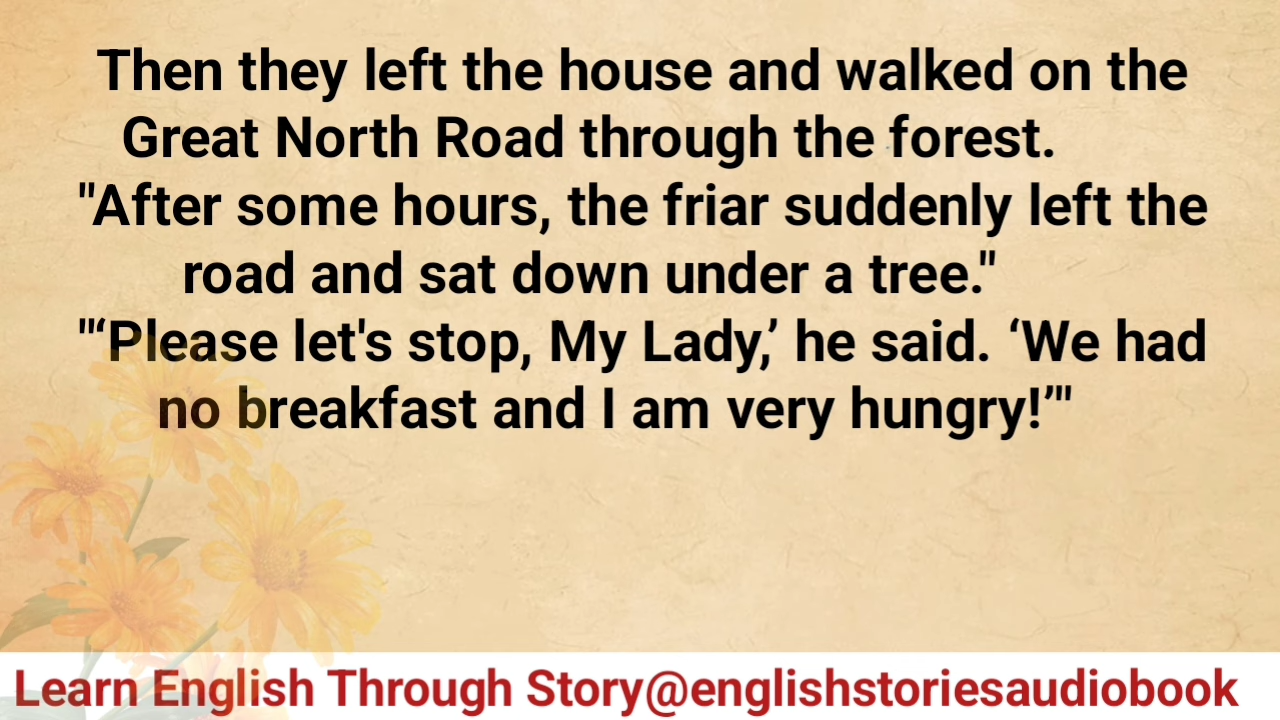 Then they left the house and walked on the
Great North Road through the forest.
"After some hours, the friar suddenly left the
road and sat down under a tree."
"‘Please let's stop, My Lady,’ he said. ‘We had
no breakfast and I am very hungry!’"
Learn English Through Story@englishstoriesaudiobook